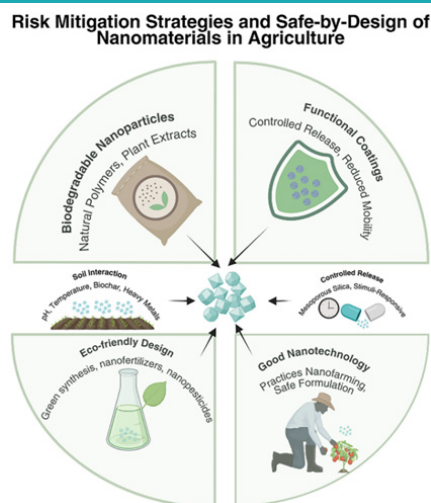 Risk Mitigation Strategies and Safe-by-Design of
Nanomaterials in Agriculture
Biodegradable Nanoparticles
Natural Polymers, Plant Extracts
Functional Coatings
Controlled Release, Reduced Mobility
Soil Interaction
pH, Temperature, Biochar, Heavy Metals
Controlled Release
Mesoporous Silica, Stimuli-Responsive
Eco-friendly Design
Green synthesis, nanofertilizers, nanopesticides
Good Nanotechnology
Practices Nanofarming,
Safe Formulation